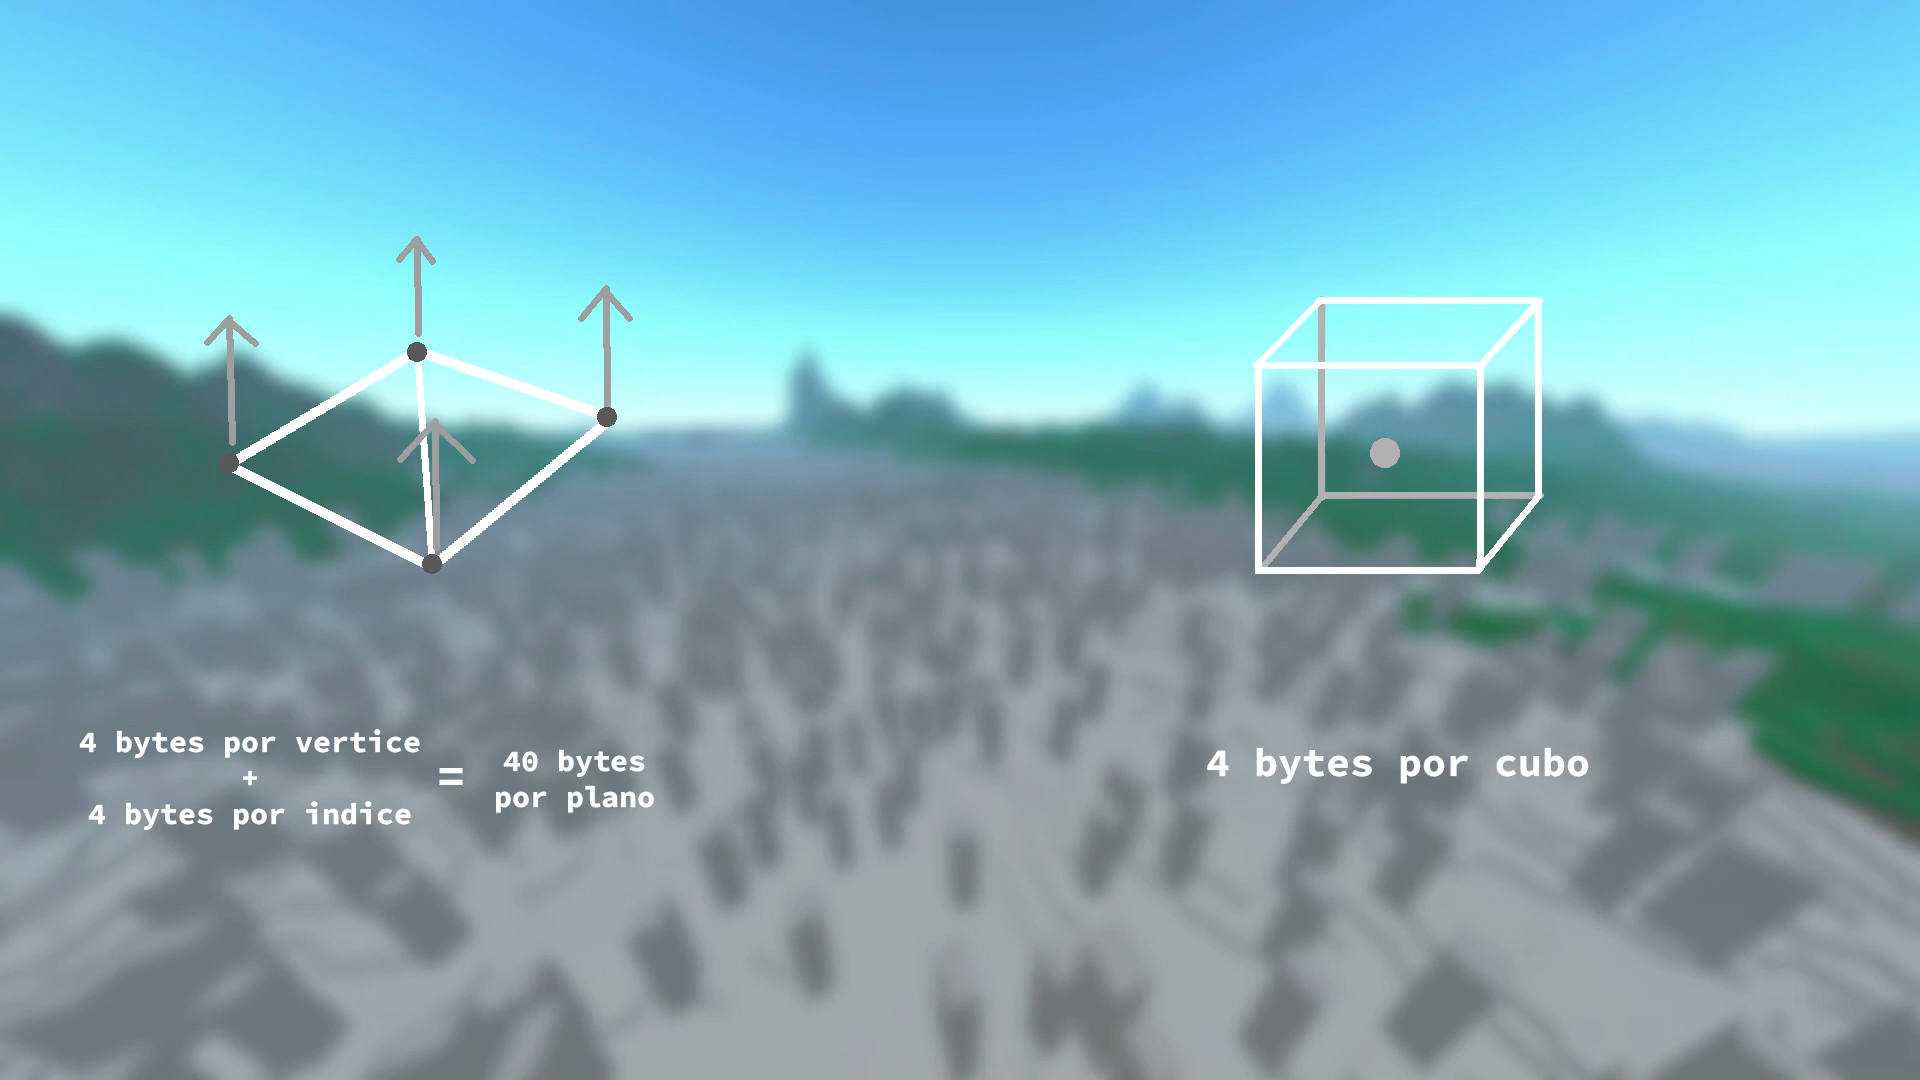 4 bytes por vertice
+
4 bytes por indice
=
40 bytes
por plano
4 bytes por cubo